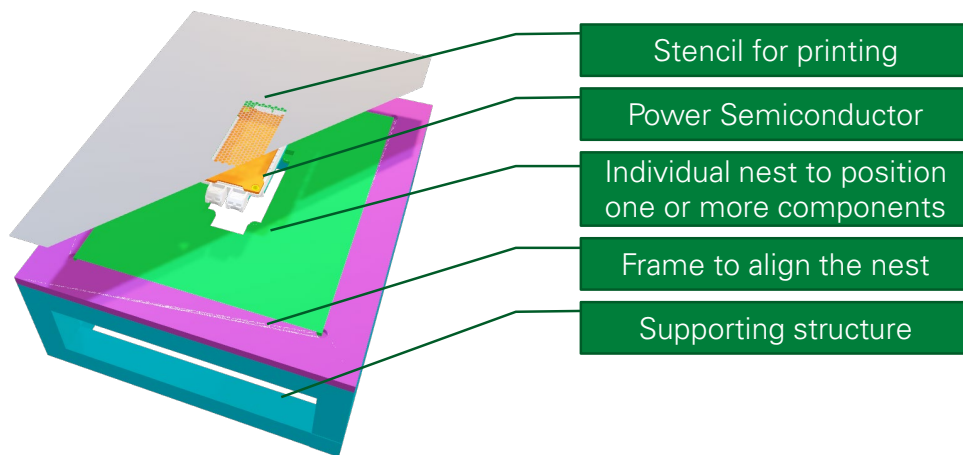 Stencil for printing
Power Semiconductor
Individual nest to position
one or more components
Frame to align the nest
Supporting structure